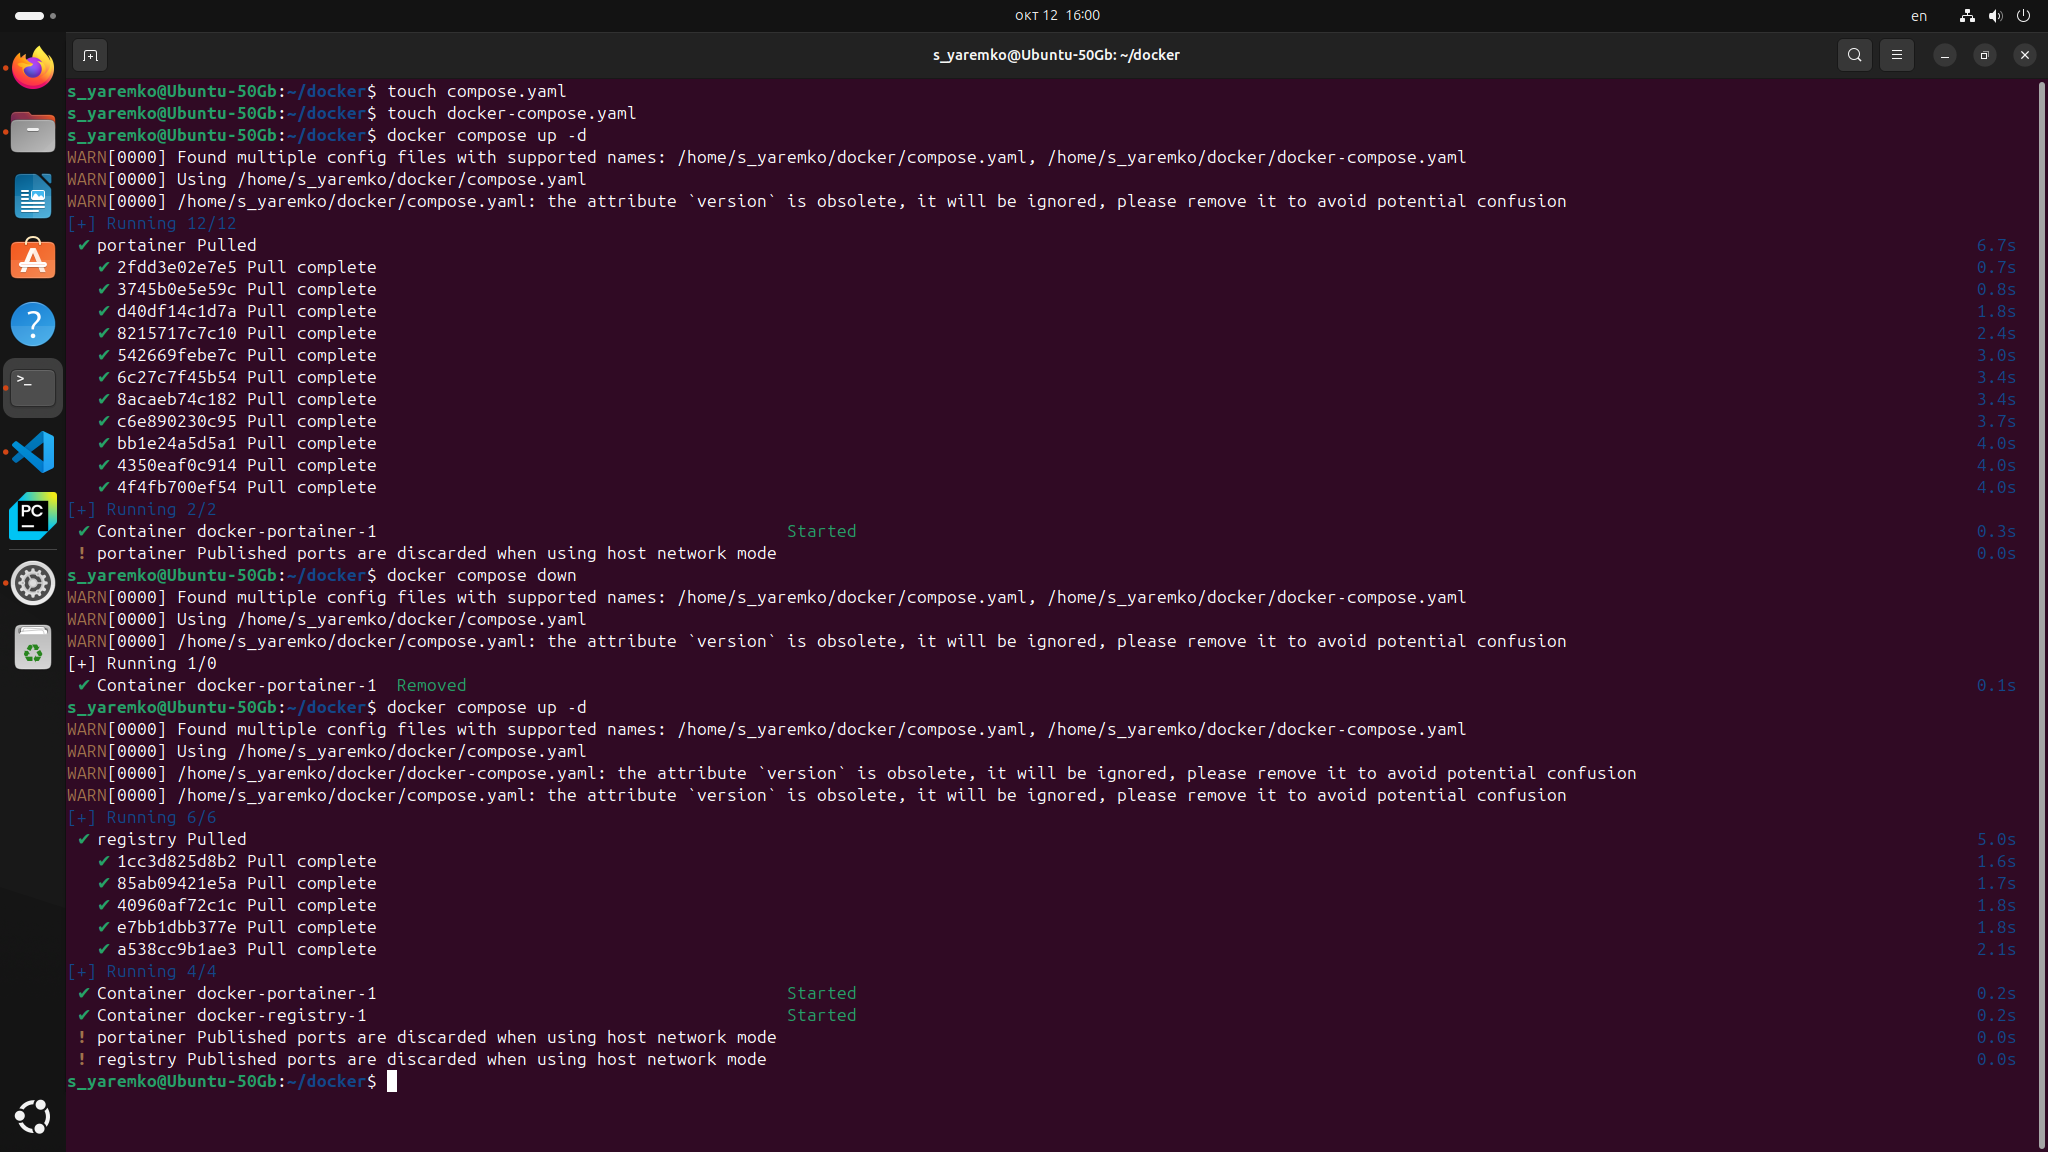 окт 12 16:00
en
s_yaremko@Ubuntu-50Gb: ~/docker
s_yaremko@Ubuntu-50Gb:~/docker$ touch compose.yaml
s_yaremko@Ubuntu-50Gb:~/docker$ touch docker-compose.yaml
s_yaremko@Ubuntu-50Gb:~/docker$ docker compose up -d
WARN[0000] Found multiple config files with supported names: /home/s_yaremko/docker/compose.yaml, /home/s_yaremko/docker/docker-compose.yaml
WARN[0000] Using /home/s_yaremko/docker/compose.yaml
WARN[0000] /home/s_yaremko/docker/compose.yaml: the attribute `version` is obsolete, it will be ignored, please remove it to avoid potential confusion
[+] Running 12/12
✔ portainer Pulled 6.7s
✔ 2fdd3e02e7e5 Pull complete 0.7s
✔ 3745b0e5e59c Pull complete 0.8s
✔ d40df14c1d7a Pull complete 1.8s
✔ 8215717c7c10 Pull complete 2.4s
✔ 542669febe7c Pull complete 3.0s
✔ 6c27c7f45b54 Pull complete 3.4s
✔ 8acaeb74c182 Pull complete 3.4s
✔ c6e890230c95 Pull complete 3.7s
✔ bb1e24a5d5a1 Pull complete 4.0s
✔ 4350eaf0c914 Pull complete 4.0s
✔ 4f4fb700ef54 Pull complete 4.0s
[+] Running 2/2
✔ Container docker-portainer-1 Started 0.3s
! portainer Published ports are discarded when using host network mode 0.0s
s_yaremko@Ubuntu-50Gb:~/docker$ docker compose down
WARN[0000] Found multiple config files with supported names: /home/s_yaremko/docker/compose.yaml, /home/s_yaremko/docker/docker-compose.yaml
WARN[0000] Using /home/s_yaremko/docker/compose.yaml
WARN[0000] /home/s_yaremko/docker/compose.yaml: the attribute `version` is obsolete, it will be ignored, please remove it to avoid potential confusion
[+] Running 1/0
✔ Container docker-portainer-1 Removed 0.1s
s_yaremko@Ubuntu-50Gb:~/docker$ docker compose up -d
WARN[0000] Found multiple config files with supported names: /home/s_yaremko/docker/compose.yaml, /home/s_yaremko/docker/docker-compose.yaml
WARN[0000] Using /home/s_yaremko/docker/compose.yaml
WARN[0000] /home/s_yaremko/docker/docker-compose.yaml: the attribute `version` is obsolete, it will be ignored, please remove it to avoid potential confusion
WARN[0000] /home/s_yaremko/docker/compose.yaml: the attribute `version` is obsolete, it will be ignored, please remove it to avoid potential confusion
[+] Running 6/6
✔ registry Pulled 5.0s
✔ 1cc3d825d8b2 Pull complete 1.6s
✔ 85ab09421e5a Pull complete 1.7s
✔ 40960af72c1c Pull complete 1.8s
✔ e7bb1dbb377e Pull complete 1.8s
✔ a538cc9b1ae3 Pull complete 2.1s
[+] Running 4/4
✔ Container docker-portainer-1 Started 0.2s
✔ Container docker-registry-1 Started 0.2s
! portainer Published ports are discarded when using host network mode 0.0s
! registry Published ports are discarded when using host network mode 0.0s
s_yaremko@Ubuntu-50Gb:~/docker$
PC